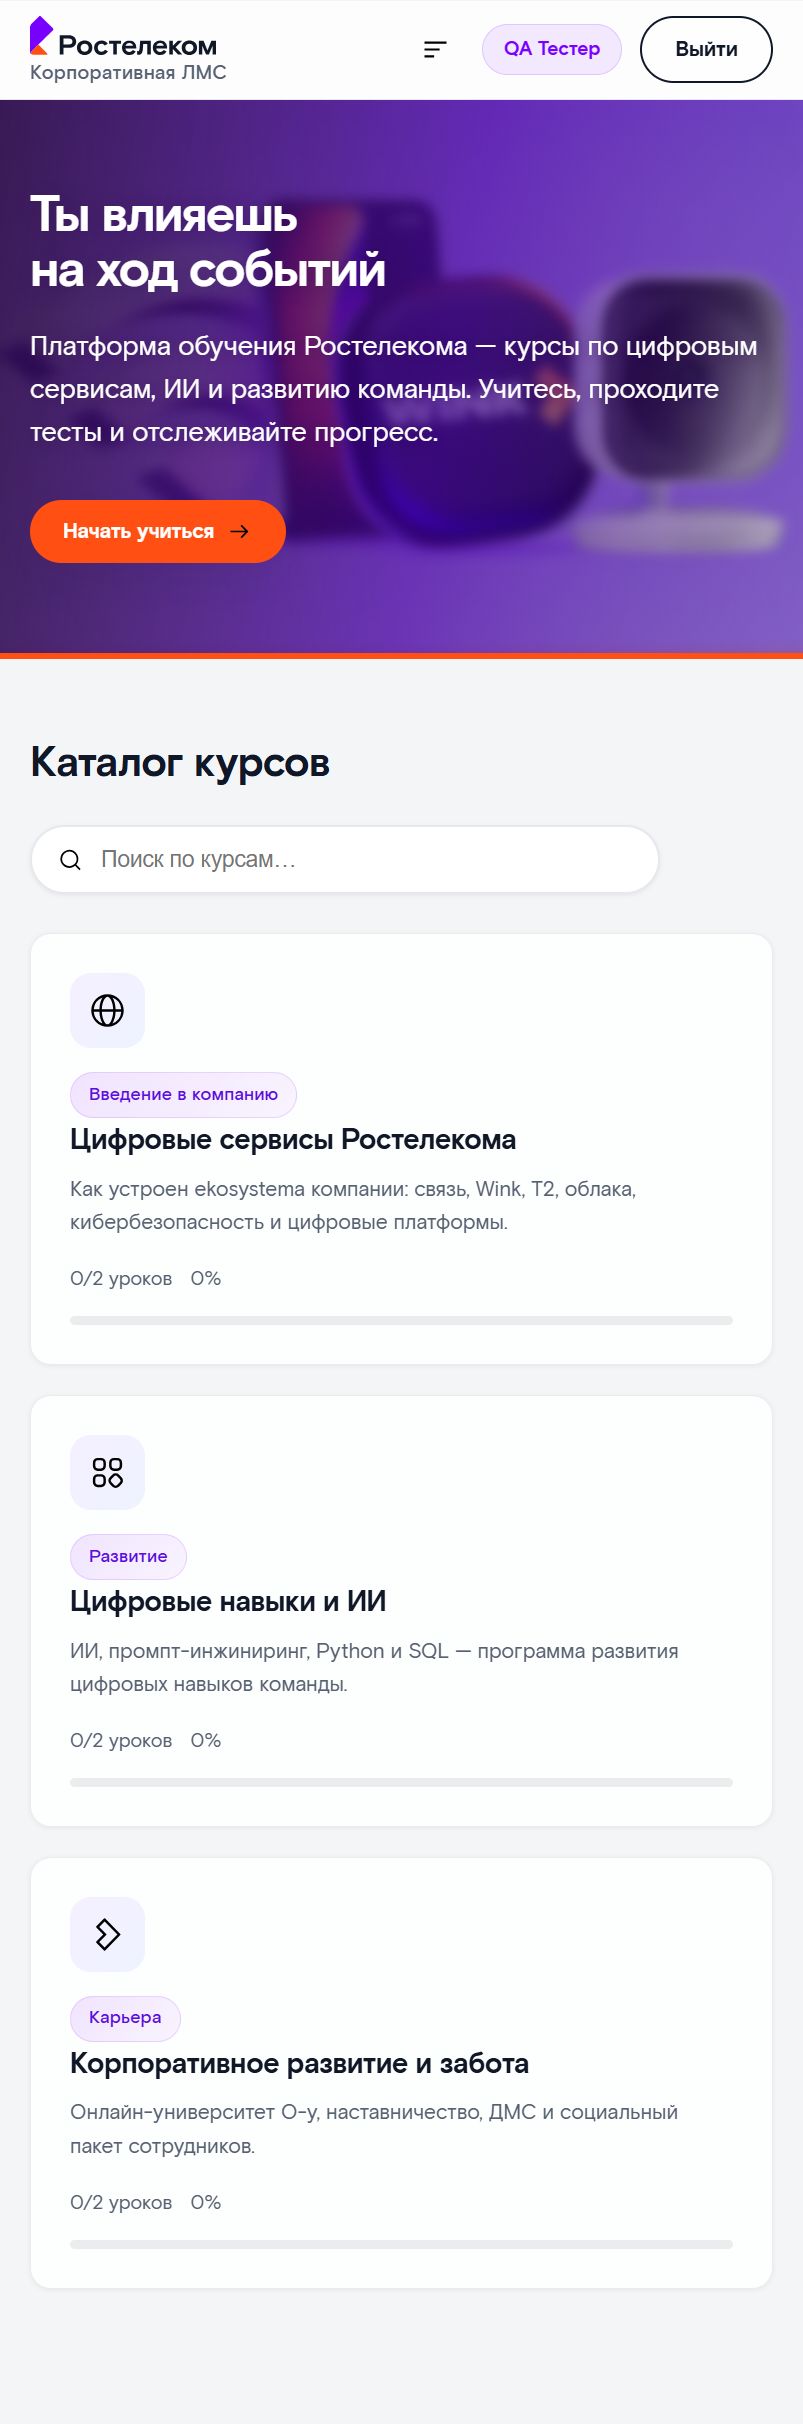 Ростелеком
Корпоративная ЛМС
QA Тестер
Выйти
Ты влияешь
на ход событий
Платформа обучения Ростелекома — курсы по цифровым
сервисам, ИИ и развитию команды. Учитесь, проходите
тесты и отслеживайте прогресс.
Начать учиться
Каталог курсов
Поиск по курсам...
Введение в компанию
Цифровые сервисы Ростелекома
Как устроен ekosystema компании: связь, Wink, T2, облака,
кибербезопасность и цифровые платформы.
0/2 уроков 0%
Развитие
Цифровые навыки и ИИ
ИИ, промпт-инжиниринг, Python и SQL — программа развития
цифровых навыков команды.
0/2 уроков 0%
Карьера
Корпоративное развитие и забота
Онлайн-университет О-у, наставничество, ДМС и социальный
пакет сотрудников.
0/2 уроков 0%